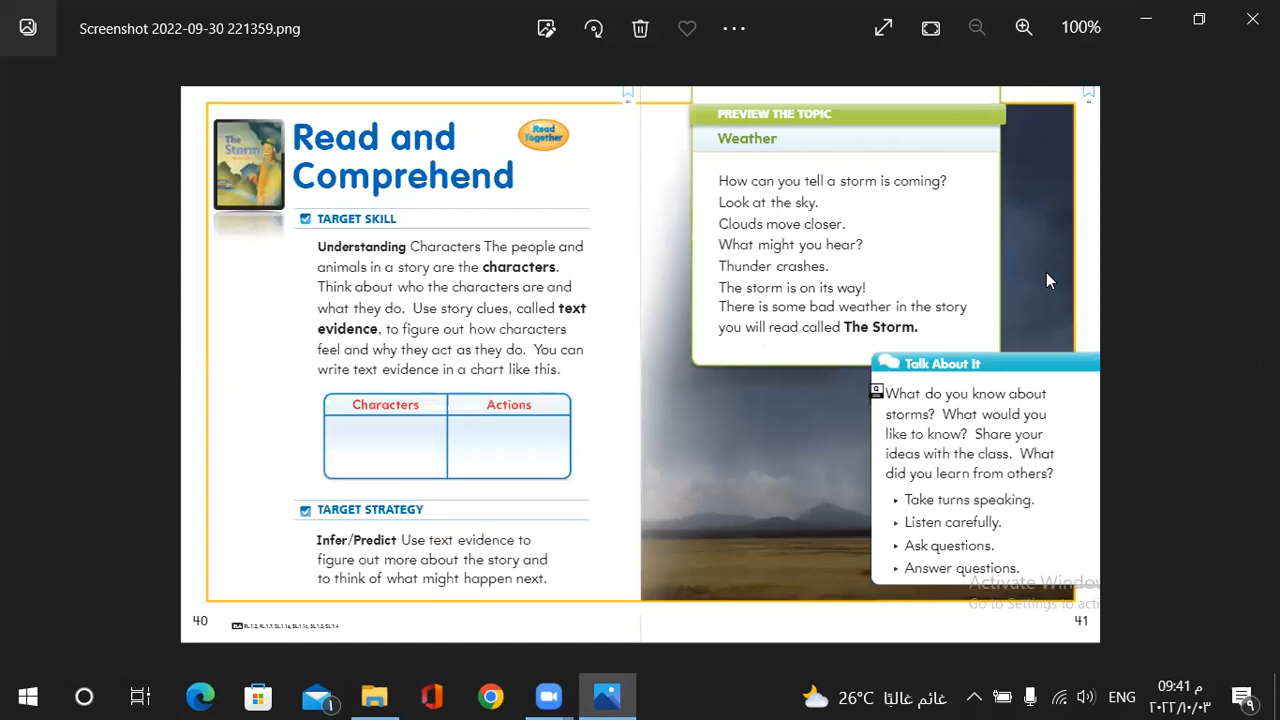 Screenshot 2022-09-30 221359.png
100%
The
Storm
Read and
Comprehend
Read
Together
TARGET SKILL
Understanding Characters The people and
animals in a story are the characters.
Think about who the characters are and
what they do. Use story clues, called text
evidence, to figure out how characters
feel and why they act as they do. You can
write text evidence in a chart like this.
Characters Actions
TARGET STRATEGY
Infer/Predict Use text evidence to
figure out more about the story and
to think of what might happen next.
40
PREVIEW THE TOPIC
Weather
How can you tell a storm is coming?
Look at the sky.
Clouds move closer.
What might you hear?
Thunder crashes.
The storm is on its way!
There is some bad weather in the story
you will read called The Storm.
Talk About It
What do you know about
storms? What would you
like to know? Share your
ideas with the class. What
did you learn from others?
Take turns speaking.
Listen carefully.
Ask questions.
Answer questions.
Activate Window
Go to Settings to acti
41
26°C غائم غالبًا
ENG
09:41 م
٢٠٢٢/١٠/٠٣